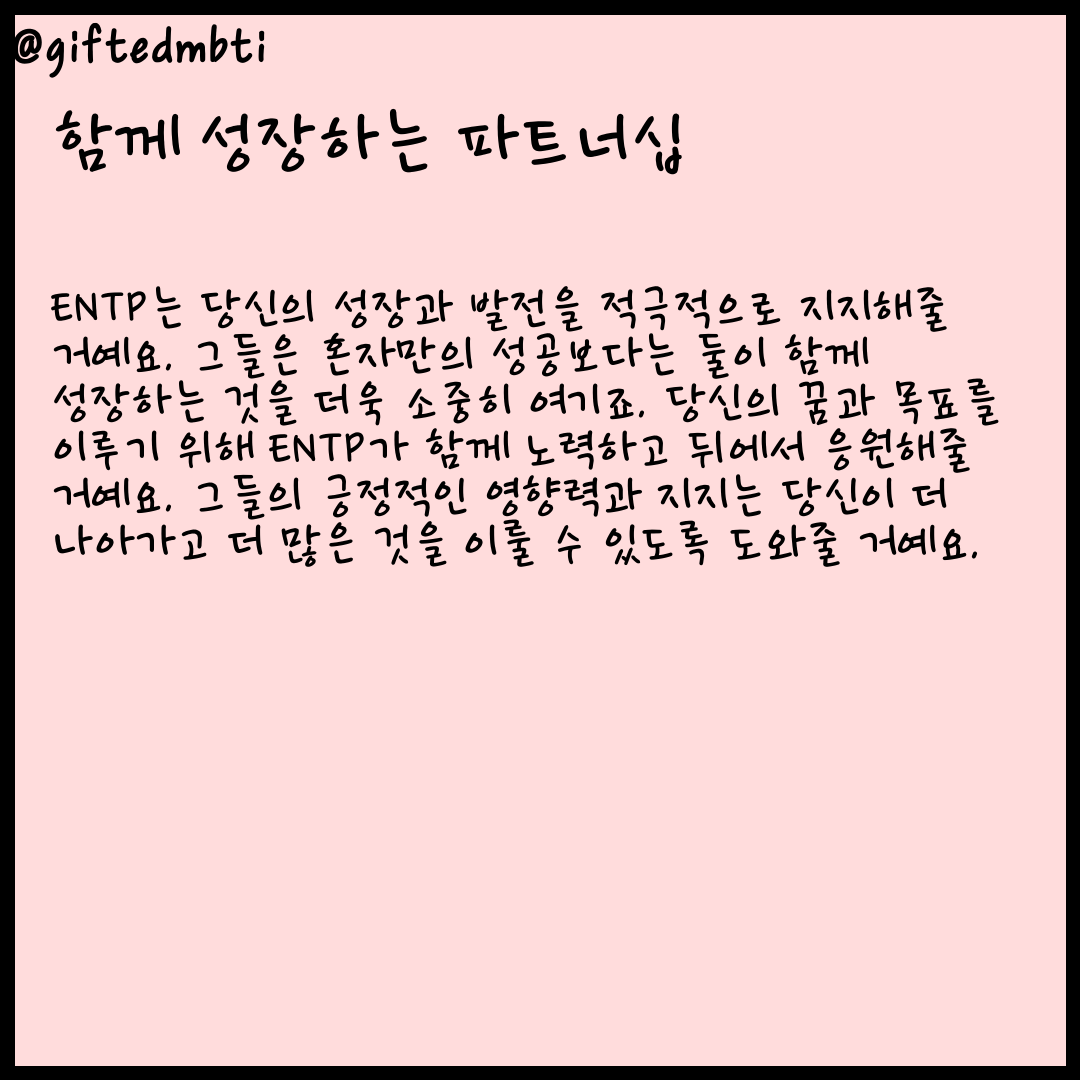 @giftedmbti
함께 성장하는 파트너십
ENTP는 당신의 성장과 발전을 적극적으로 지지해줄
거예요. 그들은 혼자만의 성공보다는 둘이 함께
성장하는 것을 더욱 소중히 여기죠. 당신의 꿈과 목표를
이루기 위해 ENTP가 함께 노력하고 뒤에서 응원해줄
거예요. 그들의 긍정적인 영향력과 지지는 당신이 더
나아가고 더 많은 것을 이룰 수 있도록 도와줄 거예요.